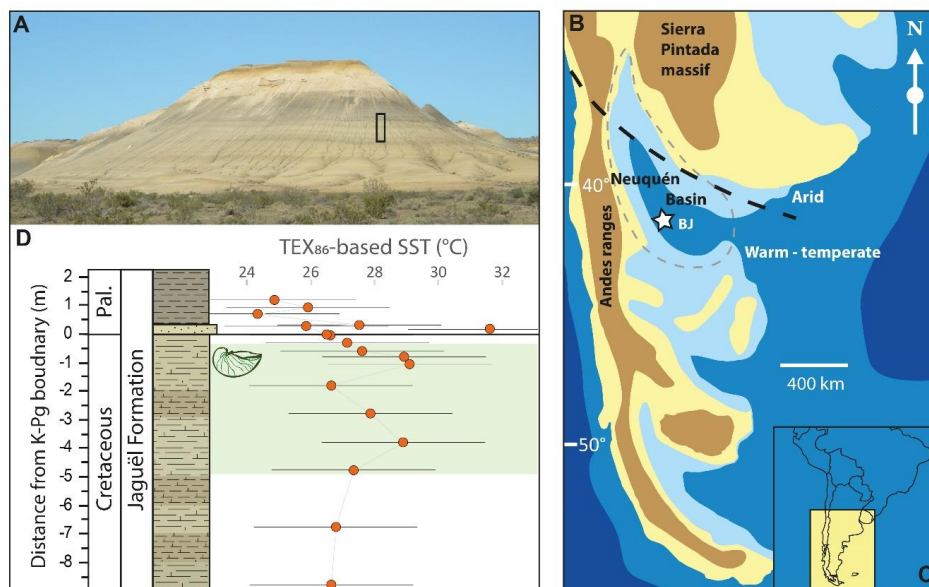 A
B
Sierra
Pintada
massif
N
40°
Neuquén
Basin
Arid
BJ
Warm - temperate
Andes ranges
400 km
50°
C
D
TEX86-based SST (°C)
24 26 28 30 32
Distance from K-Pg boudnary (m)
Pal.
Cretaceous
Jagüel Formation
2
1
0
-1
-2
-3
-4
-5
-6
-7
-8